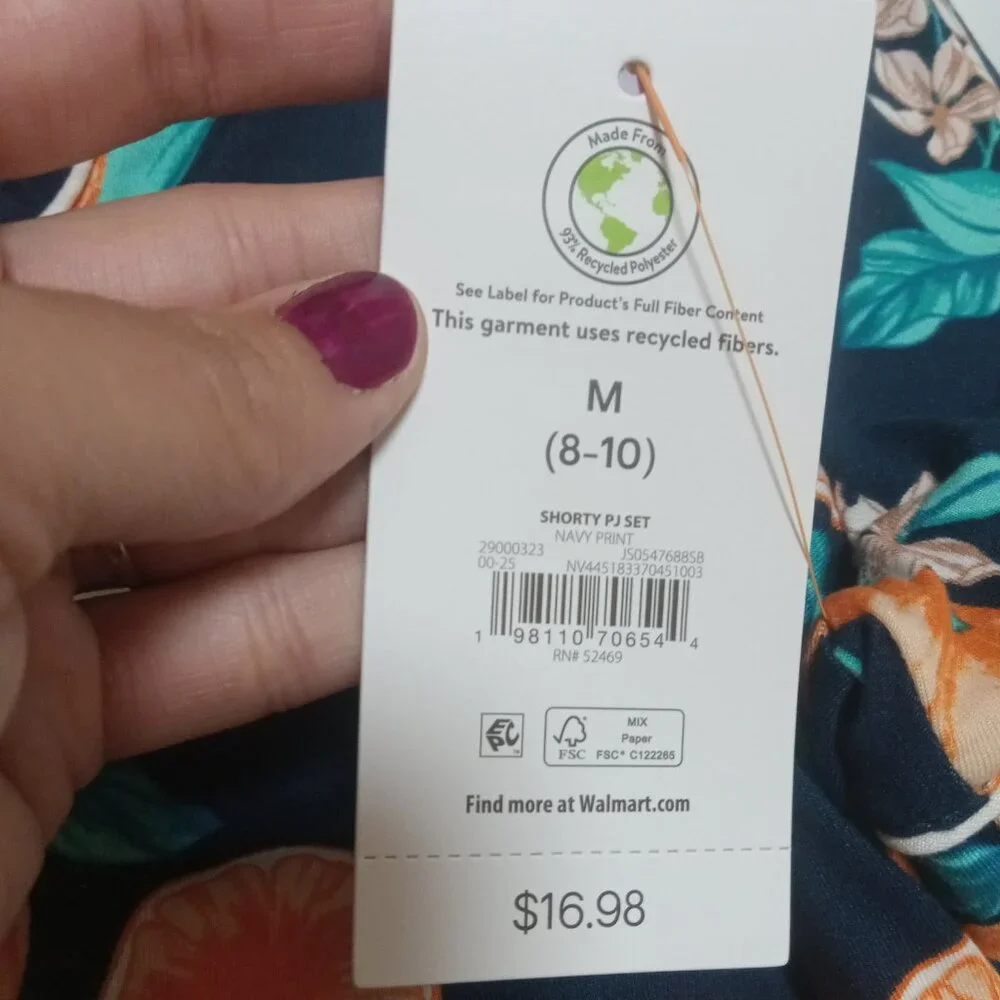 Made From
93% Recycled Polyester
See Label for Product's Full Fiber Content
This garment uses recycled fibers.
M
(8-10)
SHORTY PJ SET
NAVY PRINT
29000323 JS0547688SB
00-25 NV445183370451003
1 98110 70654 4
RN# 52469
EPC
MIX
Paper
FSC FSC® C122265
Find more at Walmart.com
$16.98